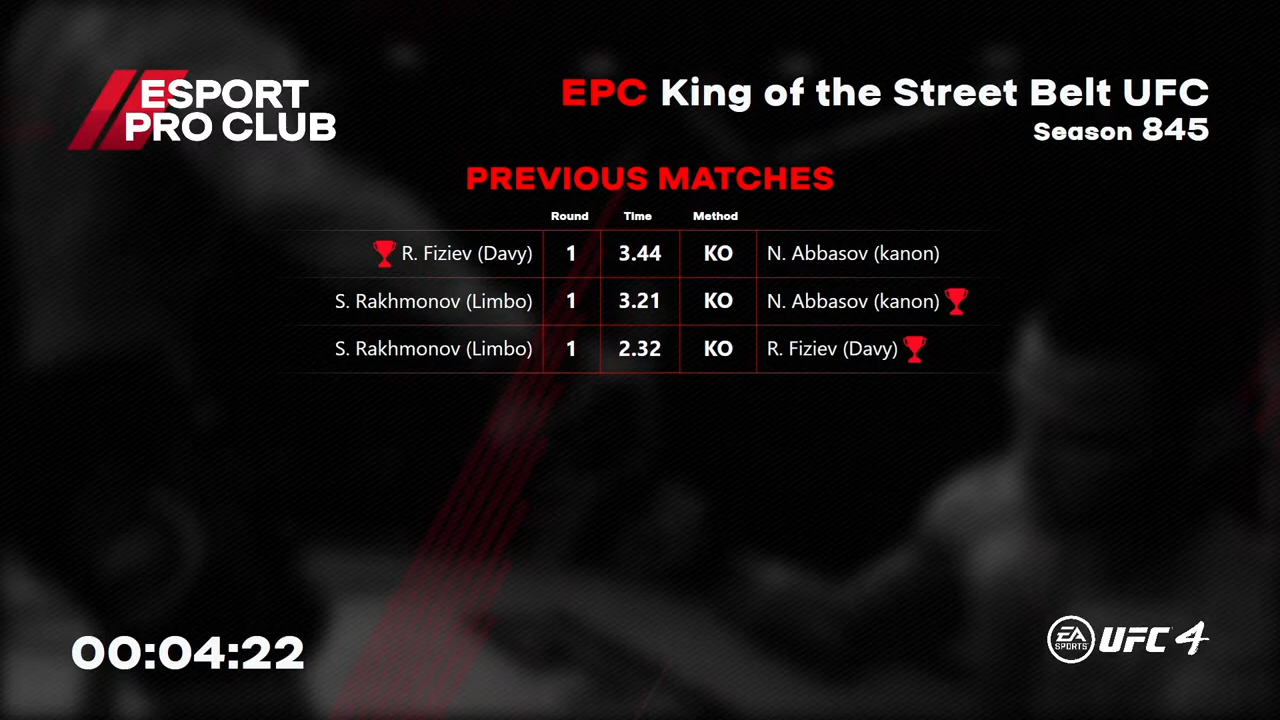 ESPORT
PRO CLUB
EPC King of the Street Belt UFC
Season 845
PREVIOUS MATCHES
Round Time Method
R. Fiziev (Davy) 1 3.44 KO N. Abbasov (kanon)
S. Rakhmonov (Limbo) 1 3.21 KO N. Abbasov (kanon)
S. Rakhmonov (Limbo) 1 2.32 KO R. Fiziev (Davy)
00:04:22
EA SPORTS UFC 4